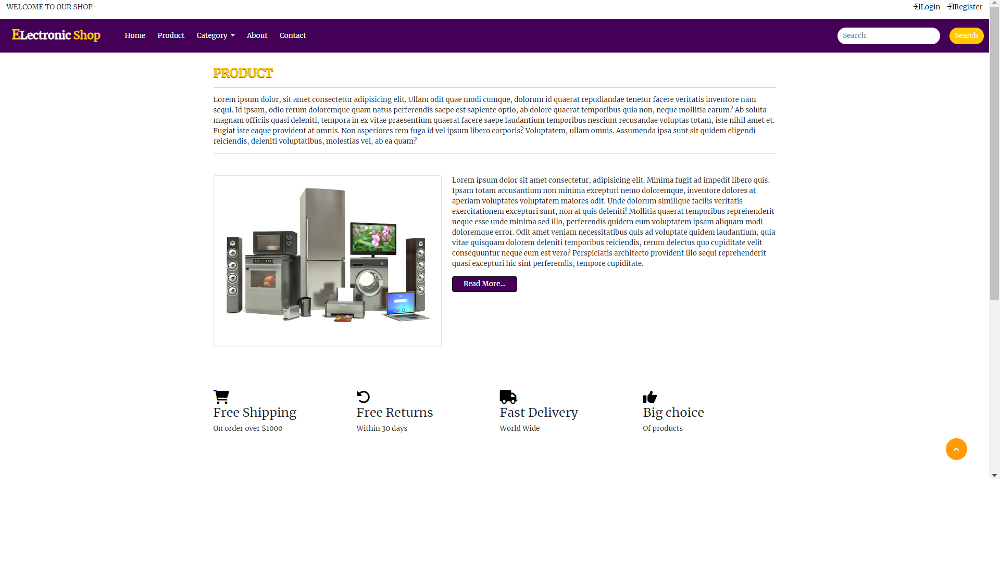 WELCOME TO OUR SHOP
Login
Register
ELectronic Shop
Home
Product
Category
About
Contact
Search
Search
PRODUCT
Lorem ipsum dolor, sit amet consectetur adipisicing elit. Ullam odit quae modi cumque, dolorum id quaerat repudiandae tenetur facere veritatis inventore nam
sequi. Id ipsam, odio rerum doloremque quam natus perferendis saepe est sapiente optio, ab dolore quaerat temporibus quia non, neque mollitia earum? Ab soluta
magnam officiis quasi deleniti, tempora in ex vitae praesentium quaerat facere saepe laudantium temporibus nesciunt recusandae voluptas totam, iste nihil amet et.
Fugiat iste eaque provident at omnis. Non asperiores rem fuga id vel ipsum libero corporis? Voluptatem, ullam omnis. Assumenda ipsa sunt sit quidem eligendi
reiciendis, deleniti voluptatibus, molestias vel, ab ea quam?
Lorem ipsum dolor sit amet consectetur, adipisicing elit. Minima fugit ad impedit libero quis.
Ipsam totam accusantium non minima excepturi nemo doloremque, inventore dolores at
aperiam voluptates voluptatem maiores odit. Unde dolorum similique facilis veritatis
exercitationem excepturi sunt, non at quis deleniti! Mollitia quaerat temporibus reprehenderit
neque esse unde minima sed illo, perferendis quidem eum voluptatem ipsam aliquam modi
doloremque error. Odit amet veniam necessitatibus quis ad voluptate quidem laudantium, quia
vitae quisquam dolorem deleniti temporibus reiciendis, rerum delectus quo cupiditate velit
consequuntur neque eum est vero? Perspiciatis architecto provident illo sequi reprehenderit
quasi excepturi hic sint perferendis, tempore cupiditate.
Read More...
Free Shipping
On order over $1000
Free Returns
Within 30 days
Fast Delivery
World Wide
Big choice
Of products